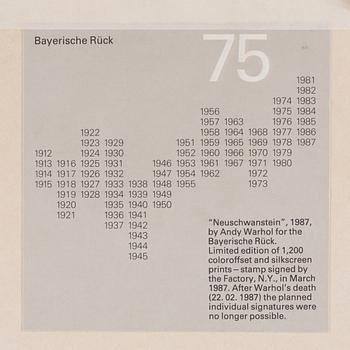 Bayerische Rück
75
1981
1982
1974 1983
1956 1975 1984
1957 1963 1976 1985
1922 1958 1964 1968 1977 1986
1923 1929 1951 1959 1965 1969 1978 1987
1912 1924 1930 1952 1960 1966 1970 1979
1913 1916 1925 1931 1946 1953 1961 1967 1971 1980
1914 1917 1926 1932 1947 1954 1962 1972
1915 1918 1927 1933 1938 1948 1955 1973
1919 1928 1934 1939 1949
1920 1935 1940 1950
1921 1936 1941
1937 1942
1943
1944
1945
“Neuschwanstein”, 1987,
by Andy Warhol for the
Bayerische Rück.
Limited edition of 1,200
coloroffset and silkscreen
prints – stamp signed by
the Factory, N.Y., in March
1987. After Warhol’s death
(22. 02. 1987) the planned
individual signatures were
no longer possible.